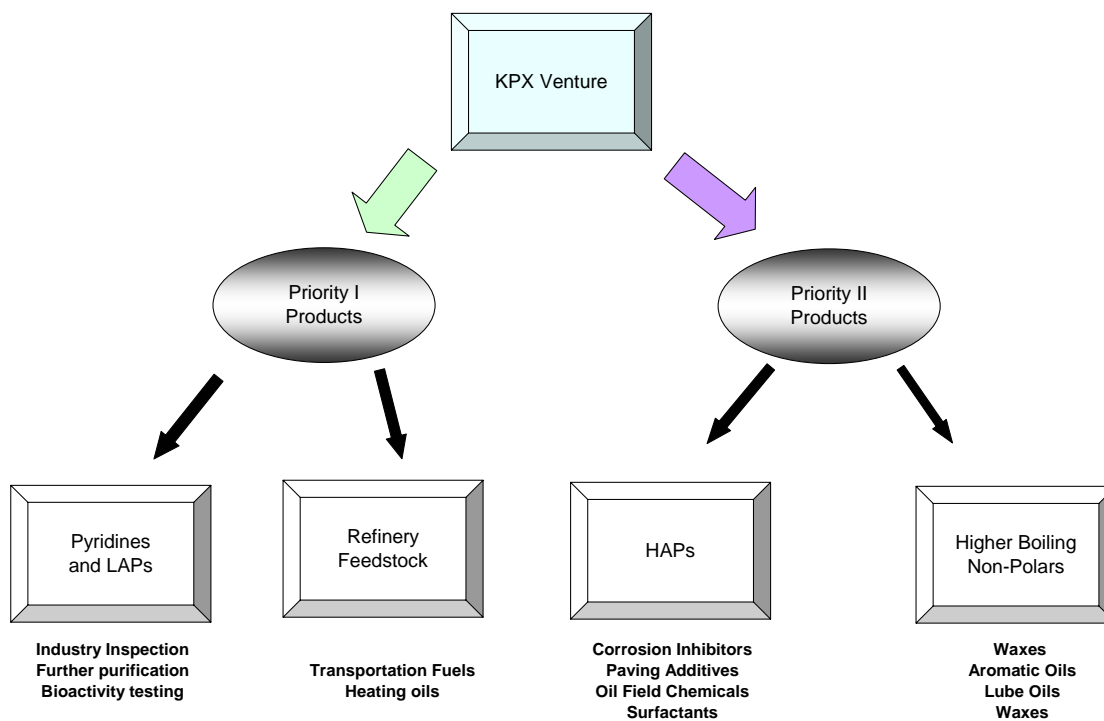 KPX Venture
Priority I
Products
Priority II
Products
Pyridines
and LAPs
Refinery
Feedstock
HAPs
Higher Boiling
Non-Polars
Industry Inspection
Further purification
Bioactivity testing
Transportation Fuels
Heating oils
Corrosion Inhibitors
Paving Additives
Oil Field Chemicals
Surfactants
Waxes
Aromatic Oils
Lube Oils
Waxes